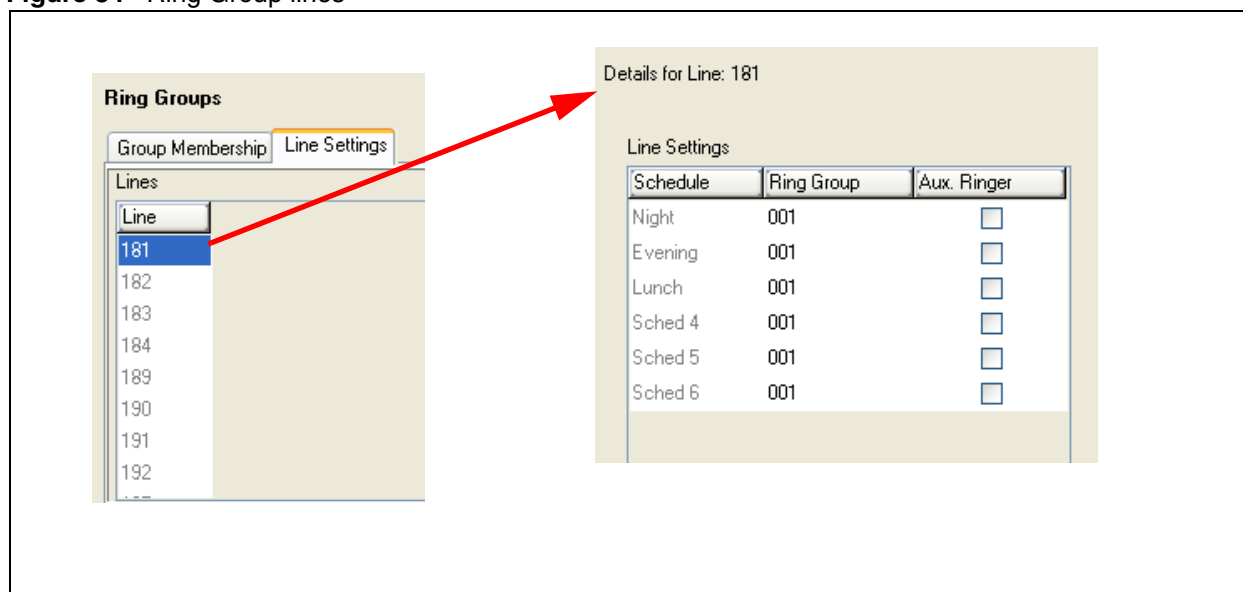 Ring Group lines
Ring Groups
Group Membership Line Settings
Lines
Line
181
182
183
184
189
190
191
192
Details for Line: 181
Line Settings
Schedule Ring Group Aux. Ringer
Night 001
Evening 001
Lunch 001
Sched 4 001
Sched 5 001
Sched 6 001